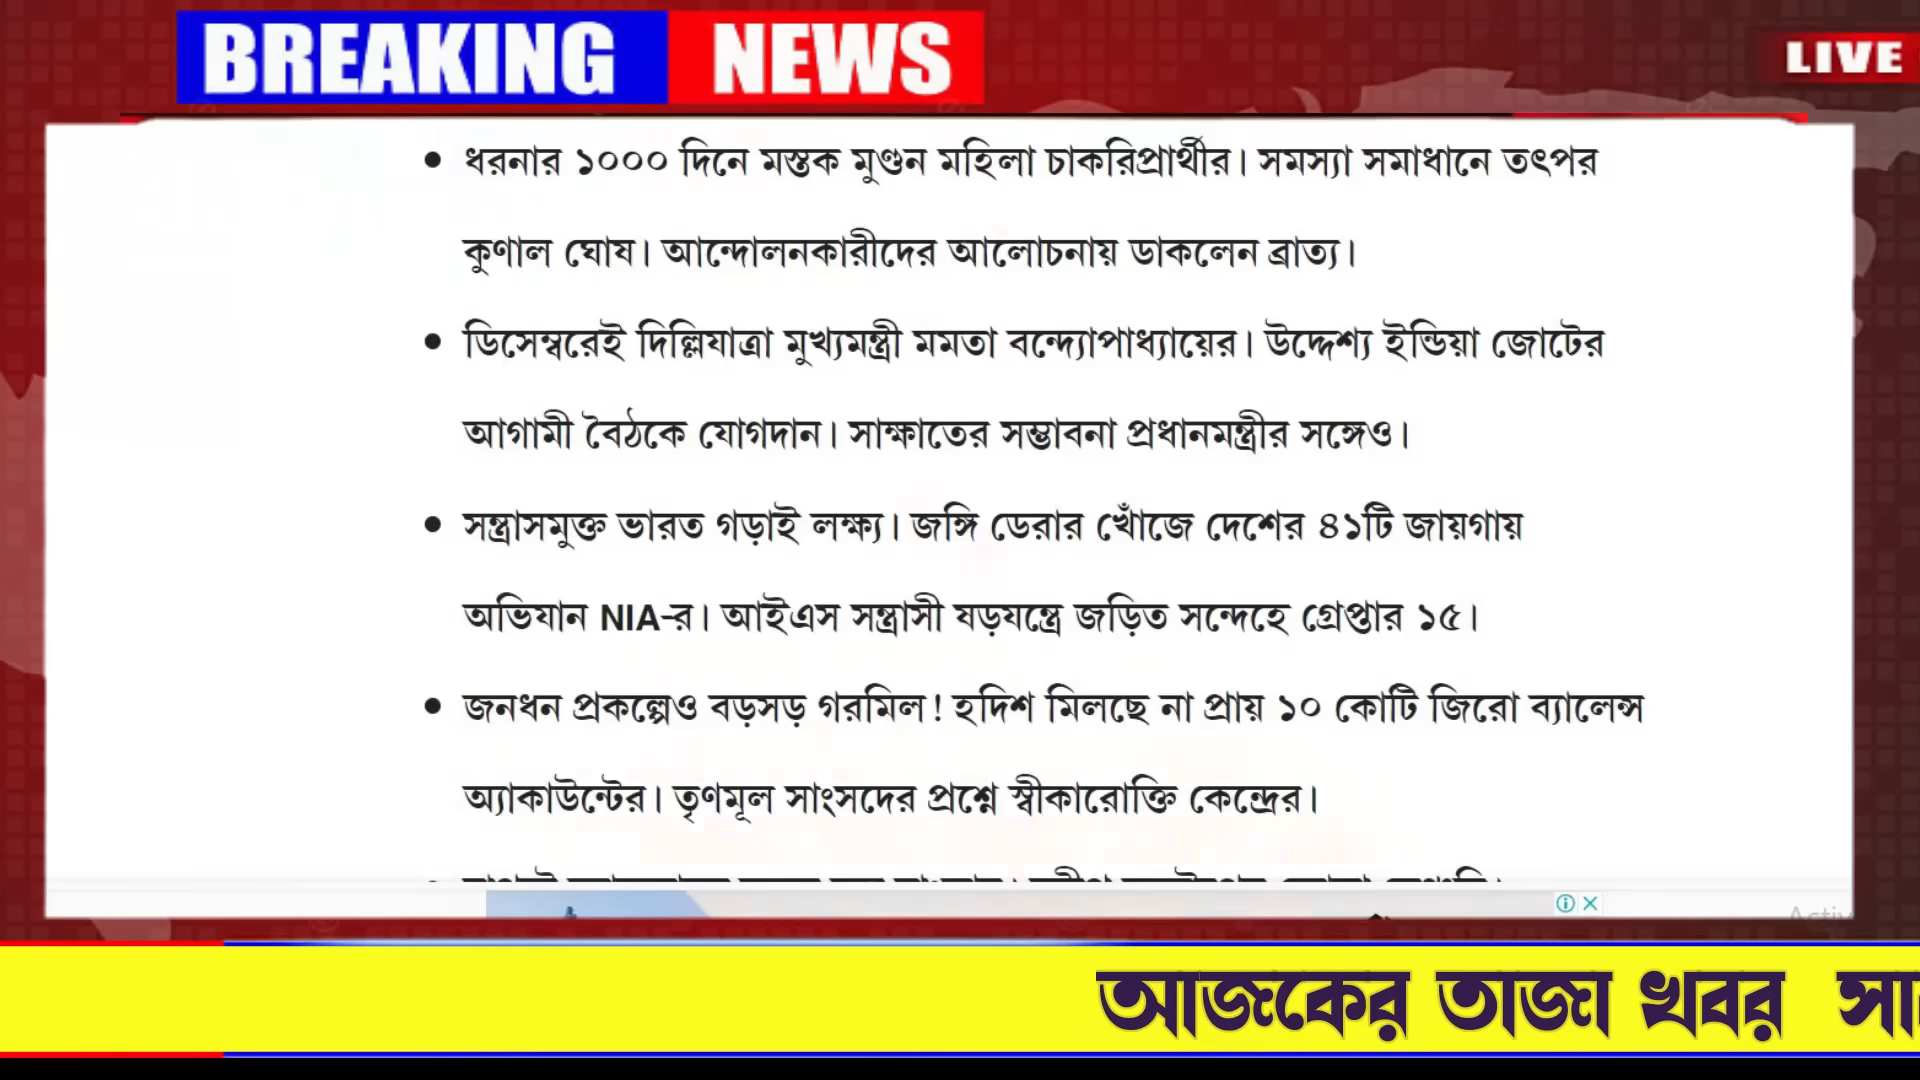 BREAKING NEWS
LIVE
• ধরনার ১০০০ দিনে মস্তক মুণ্ডন মহিলা চাকরিপ্রার্থীর। সমস্যা সমাধানে তৎপর
কুণাল ঘোষ। আন্দোলনকারীদের আলোচনায় ডাকলেন ব্রাত্য।
• ডিসেম্বরেই দিল্লিযাত্রা মুখ্যমন্ত্রী মমতা বন্দ্যোপাধ্যায়ের। উদ্দেশ্য ইন্ডিয়া জোটের
আগামী বৈঠকে যোগদান। সাক্ষাতের সম্ভাবনা প্রধানমন্ত্রীর সঙ্গেও।
• সন্ত্রাসমুক্ত ভারত গড়াই লক্ষ্য। জঙ্গি ডেরার খোঁজে দেশের ৪১টি জায়গায়
অভিযান NIA-র। আইএস সন্ত্রাসী ষড়যন্ত্রে জড়িত সন্দেহে গ্রেপ্তার ১৫।
• জনধন প্রকল্পেও বড়সড় গরমিল! হদিশ মিলছে না প্রায় ১০ কোটি জিরো ব্যালেন্স
অ্যাকাউন্টের। তৃণমূল সাংসদের প্রশ্নে স্বীকারোক্তি কেন্দ্রের।
আজকের তাজা খবর